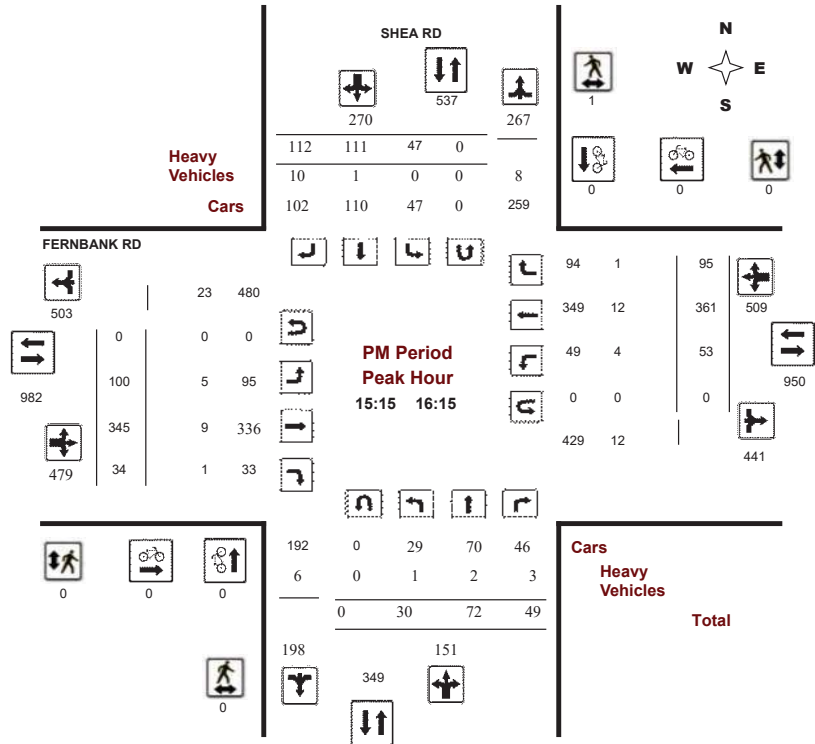 SHEA RD
N
W E
S
537
1
270
267
112 111 47 0
Heavy
Vehicles
10 1 0 0 8
Cars
102 110 47 0 259
0 0 0
FERNBANK RD
503
23 480
94 1 95
509
0 0 0
349 12 361
PM Period
Peak Hour
15:15 16:15
982
100 5 95
49 4 53
950
345 9 336
0 0 0
479
34 1 33
429 12
441
192 0 29 70 46
Cars
6 0 1 2 3
Heavy
Vehicles
0 0 0
0 30 72 49
Total
198
151
349
0